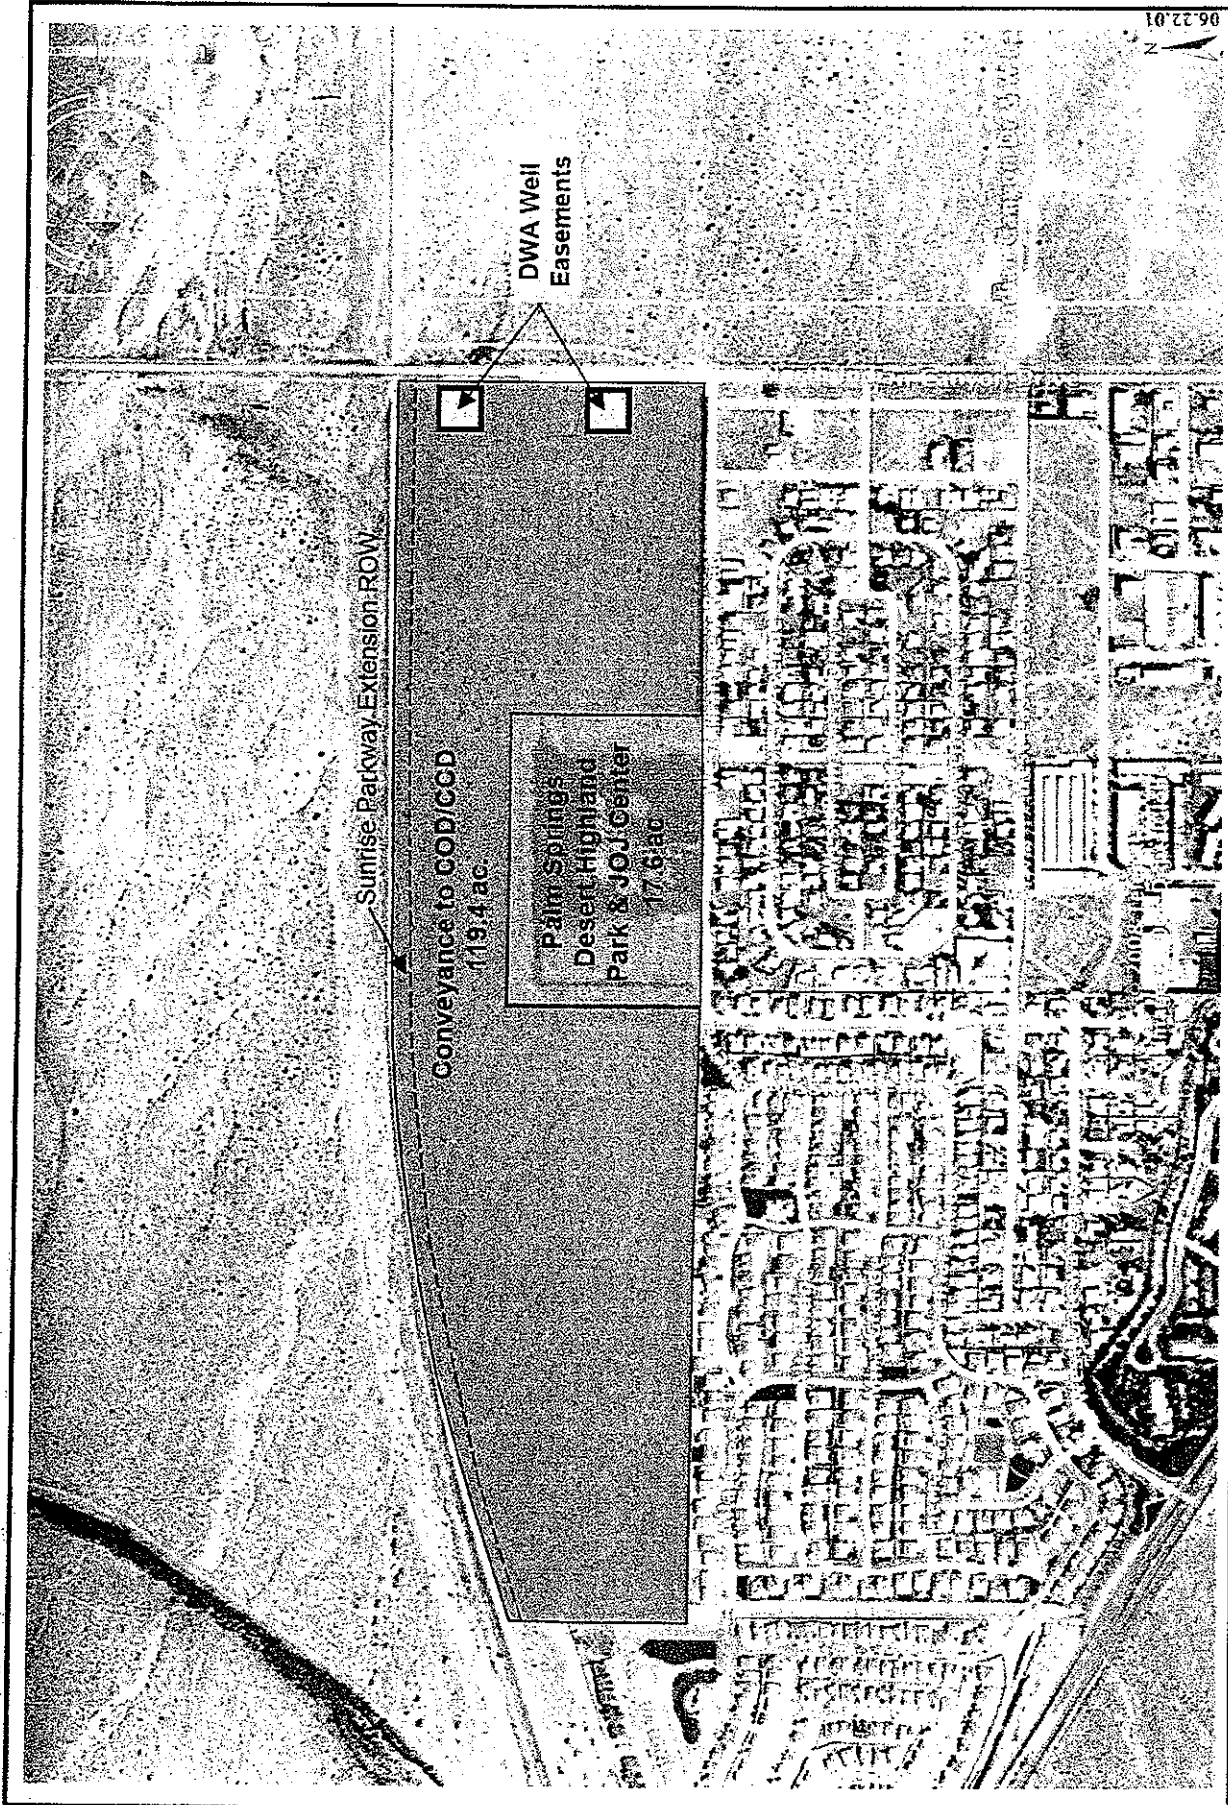 Sunrise Parkway Extension ROW
Conveyance to COD/CCD
119.4 ac.
Palm Springs
Desert Highland
Park & JOJ Center
17.6 ac
DWA Well
Easements
N
06.22.01